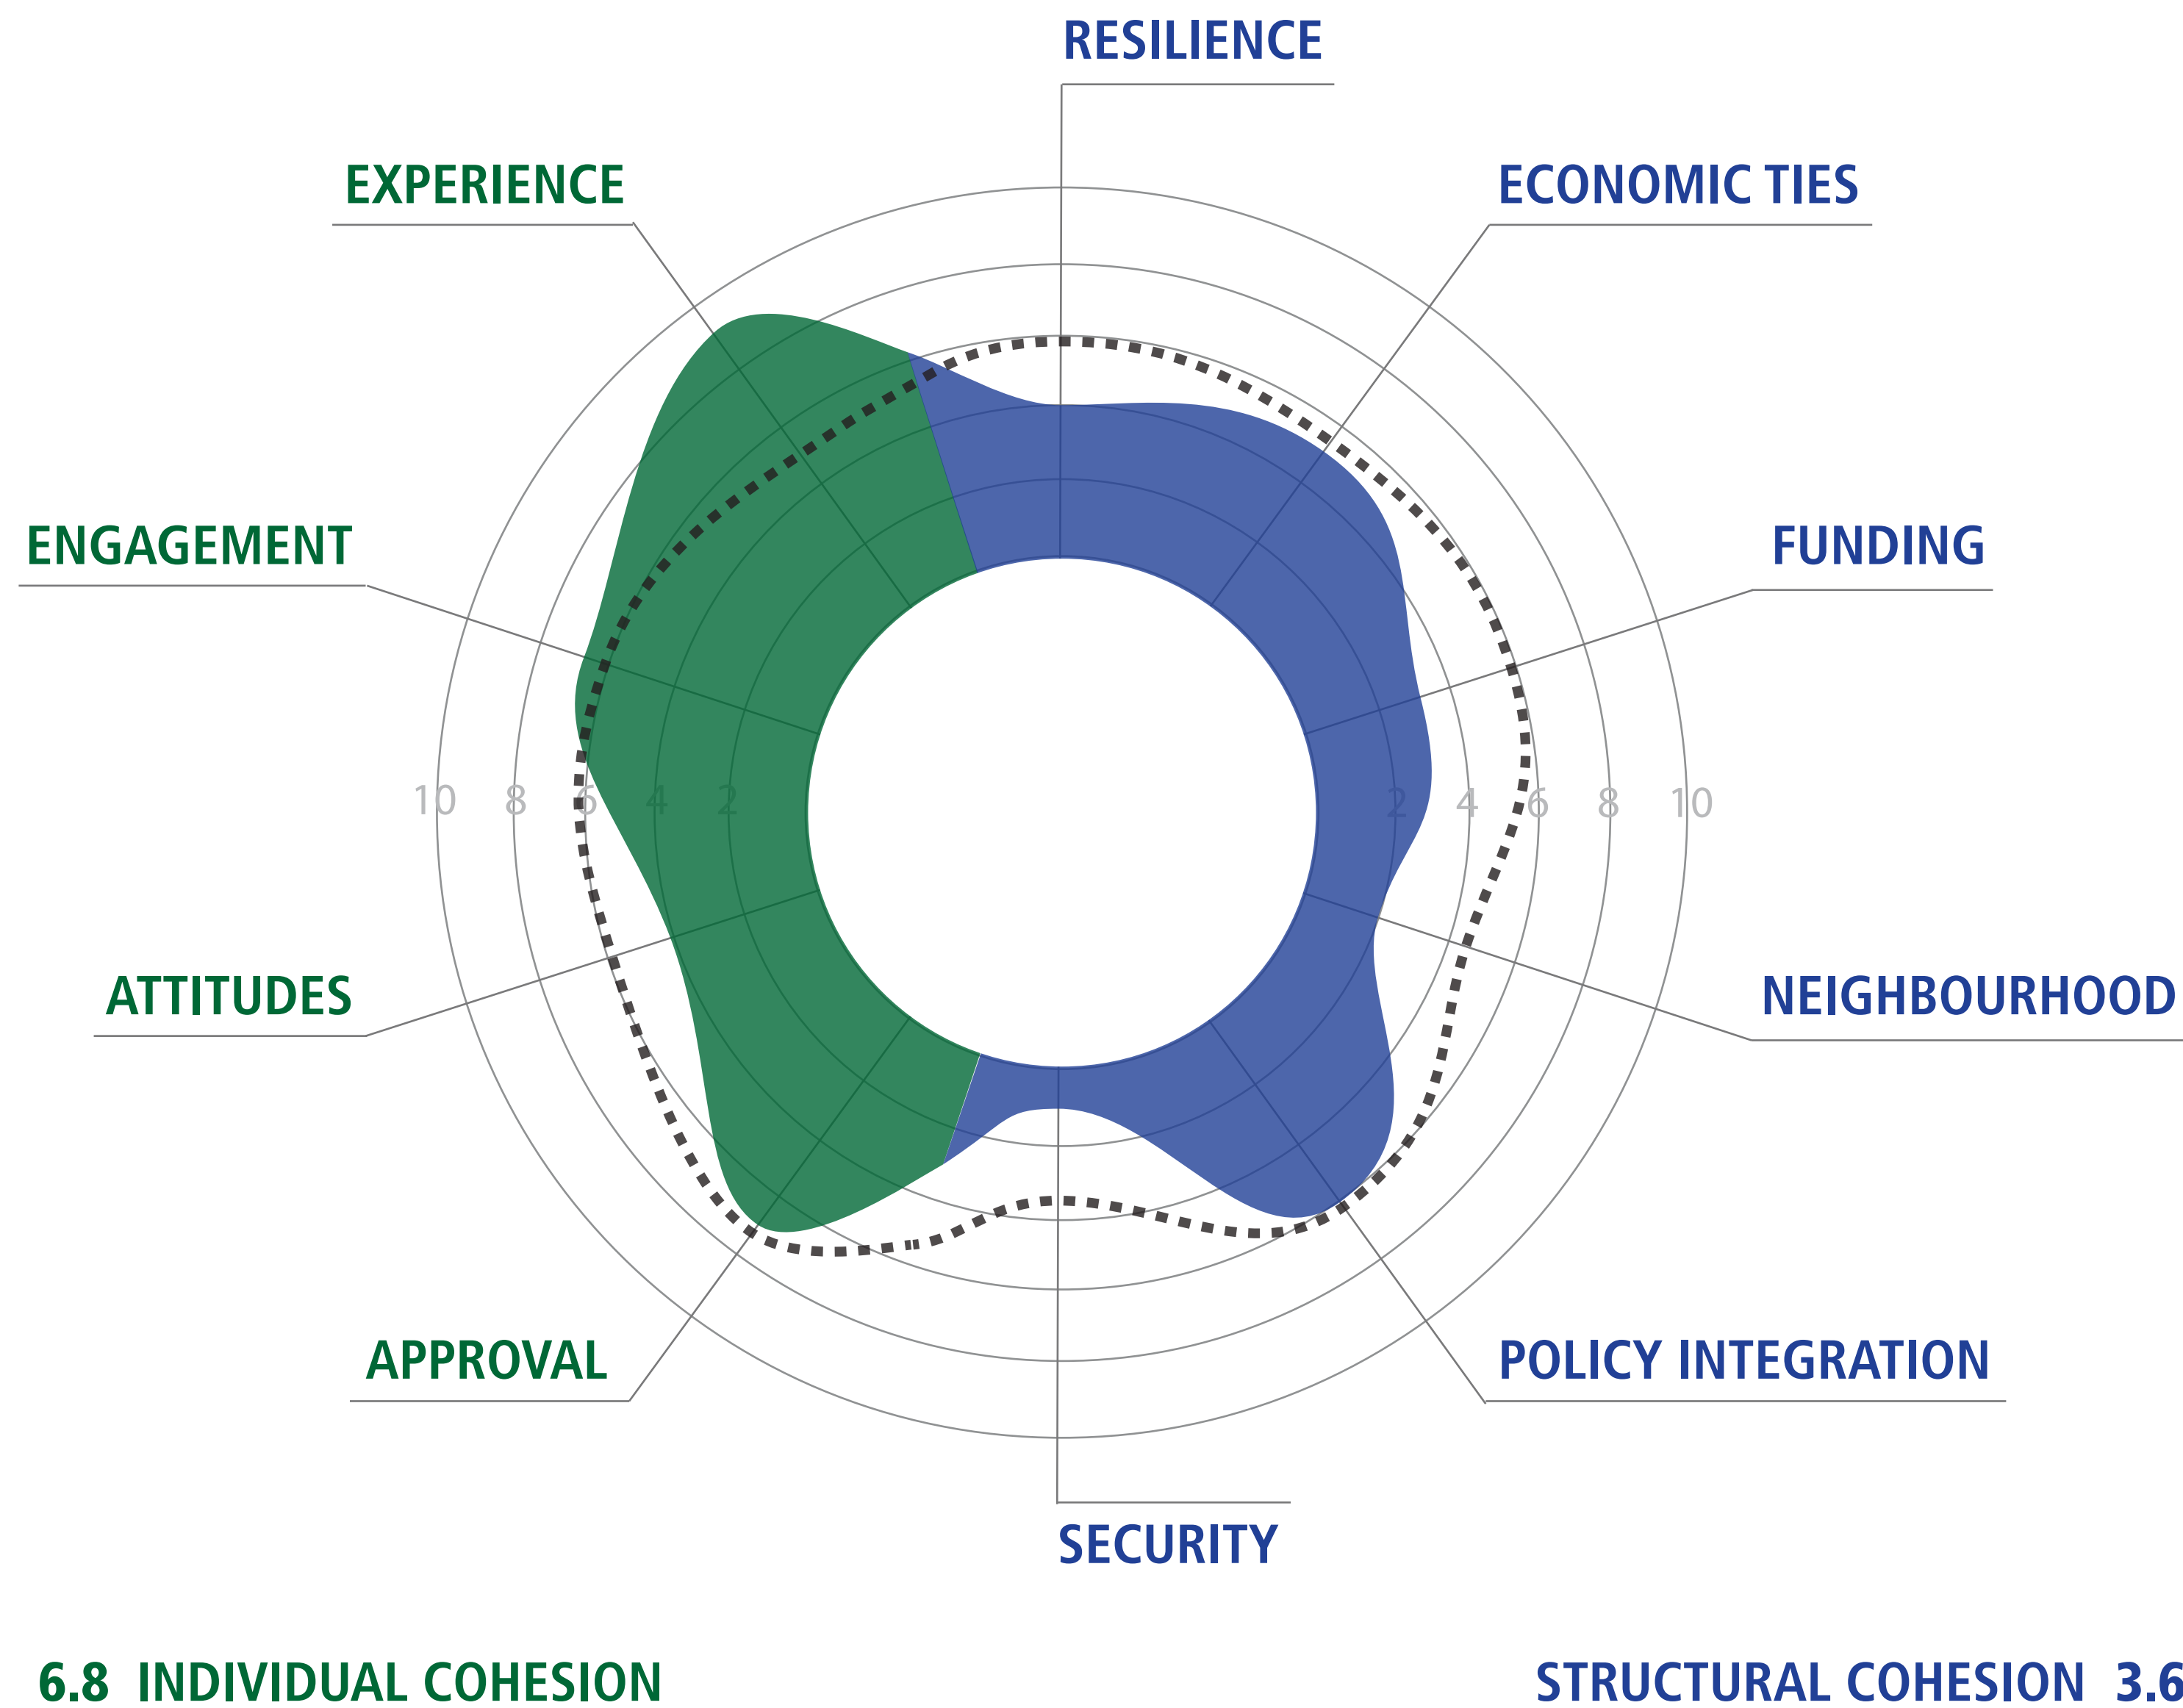 RESILIENCE
EXPERIENCE
ECONOMIC TIES
ENGAGEMENT
FUNDING
10 8 6 4 2
2 4 6 8 10
ATTITUDES
NEIGHBOURHOOD
APPROVAL
POLICY INTEGRATION
SECURITY
6.8 INDIVIDUAL COHESION
STRUCTURAL COHESION 3.6